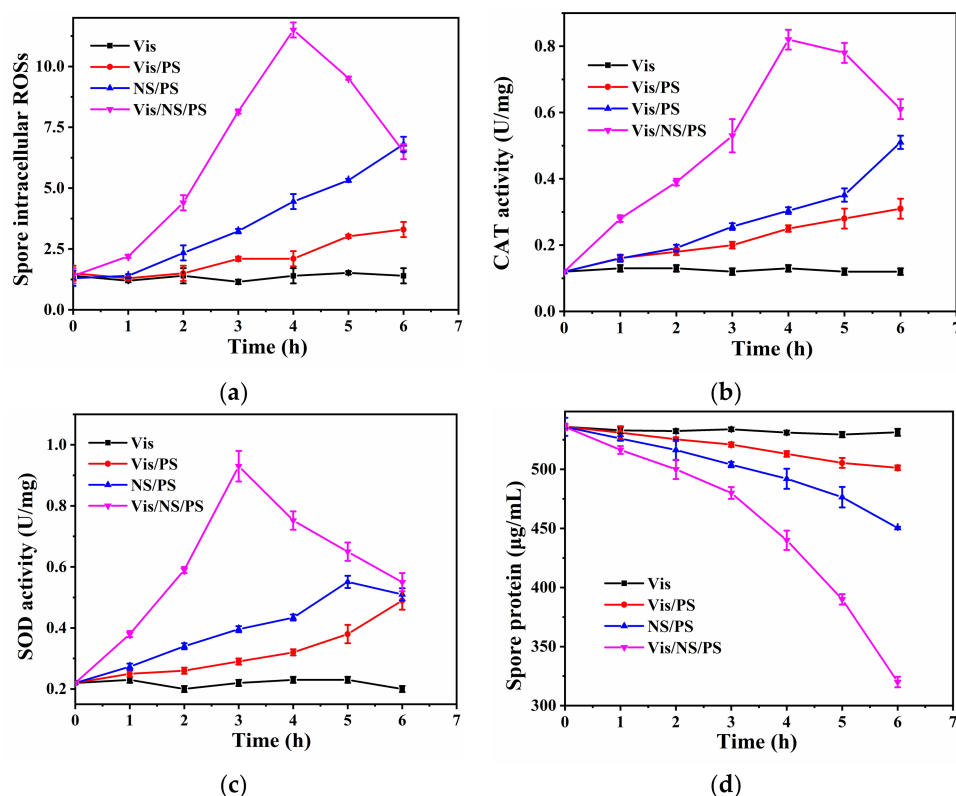 Vis
Vis/PS
NS/PS
Vis/NS/PS
Spore intracellular ROSs
10.0
7.5
5.0
2.5
0.0
0 1 2 3 4 5 6 7
Time (h)
(a)
Vis
Vis/PS
Vis/PS
Vis/NS/PS
CAT activity (U/mg)
0.8
0.6
0.4
0.2
0.0
0 1 2 3 4 5 6 7
Time (h)
(b)
Vis
Vis/PS
NS/PS
Vis/NS/PS
SOD activity (U/mg)
1.0
0.8
0.6
0.4
0.2
0 1 2 3 4 5 6 7
Time (h)
(c)
Spore protein (μg/mL)
500
450
400
350
300
Vis
Vis/PS
NS/PS
Vis/NS/PS
0 1 2 3 4 5 6 7
Time (h)
(d)